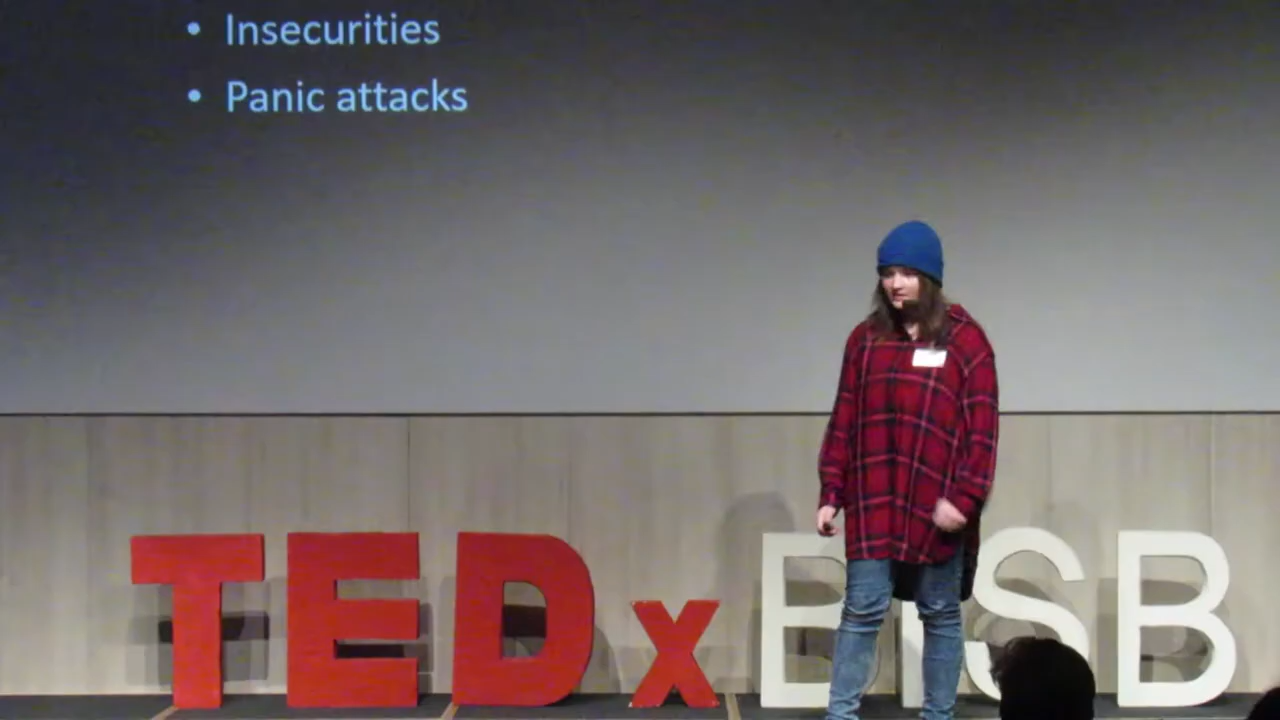 • Insecurities
• Panic attacks
TEDxBISB